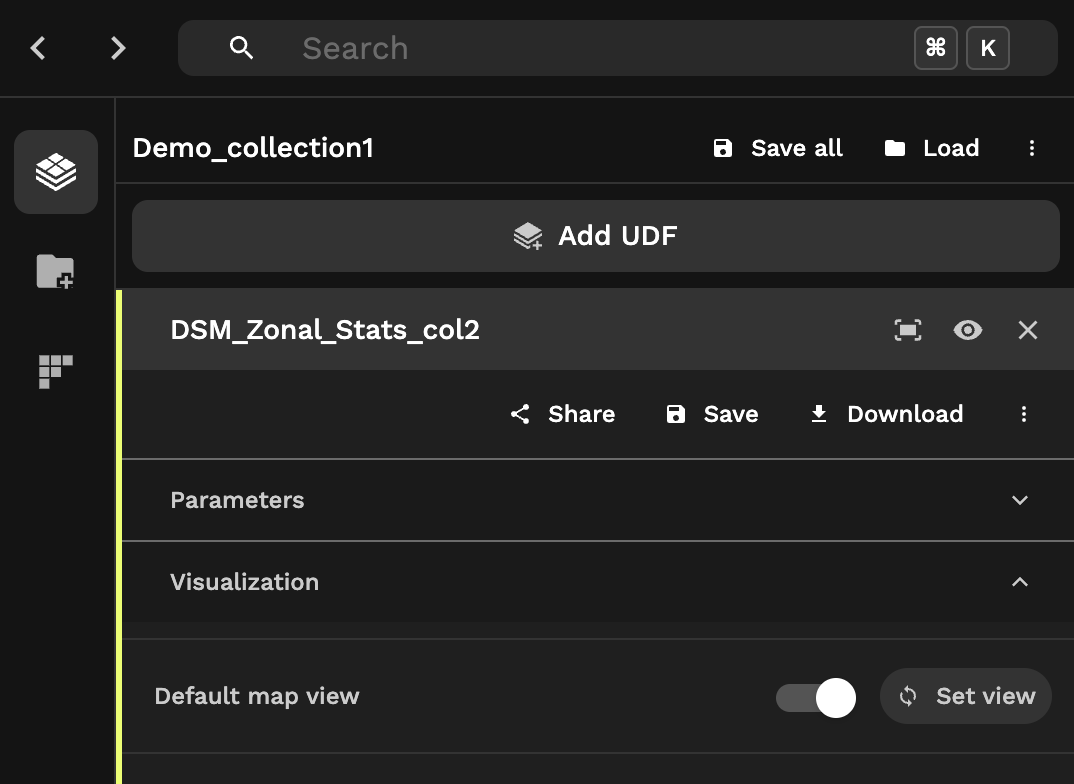 Search ⌘ K
Demo_collection1 Save all Load
Add UDF
DSM_Zonal_Stats_col2
Share Save Download
Parameters
Visualization
Default map view Set view